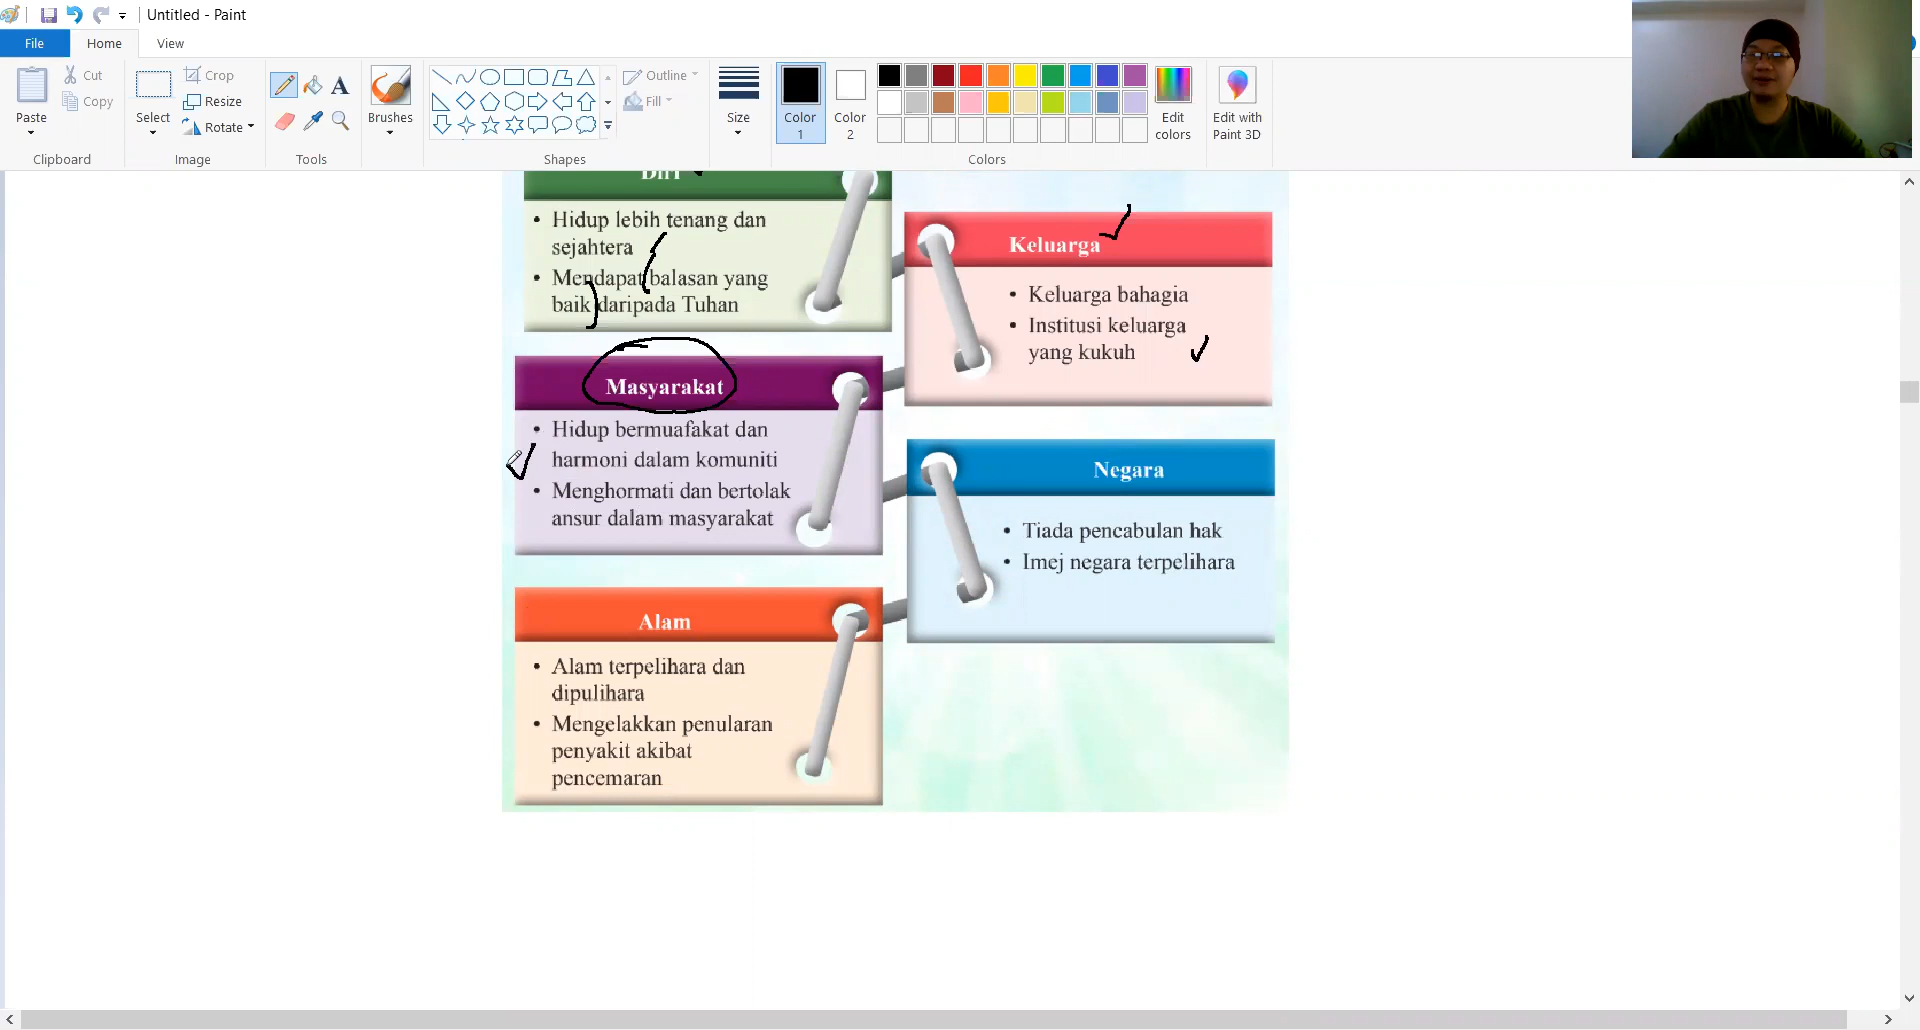 Untitled - Paint
File
Home
View
Paste
Cut
Copy
Clipboard
Select
Crop
Resize
Rotate
Image
A
Tools
Brushes
Outline
Fill
Shapes
Size
Color
1
Color
2
Edit
colors
Colors
Edit with
Paint 3D
Diri
Hidup lebih tenang dan
sejahtera
Mendapat balasan yang
baik daripada Tuhan
Keluarga
Keluarga bahagia
Institusi keluarga
yang kukuh
Masyarakat
Hidup bermuafakat dan
harmoni dalam komuniti
Menghormati dan bertolak
ansur dalam masyarakat
Negara
Tiada pencabulan hak
Imej negara terpelihara
Alam
Alam terpelihara dan
dipulihara
Mengelakkan penularan
penyakit akibat
pencemaran